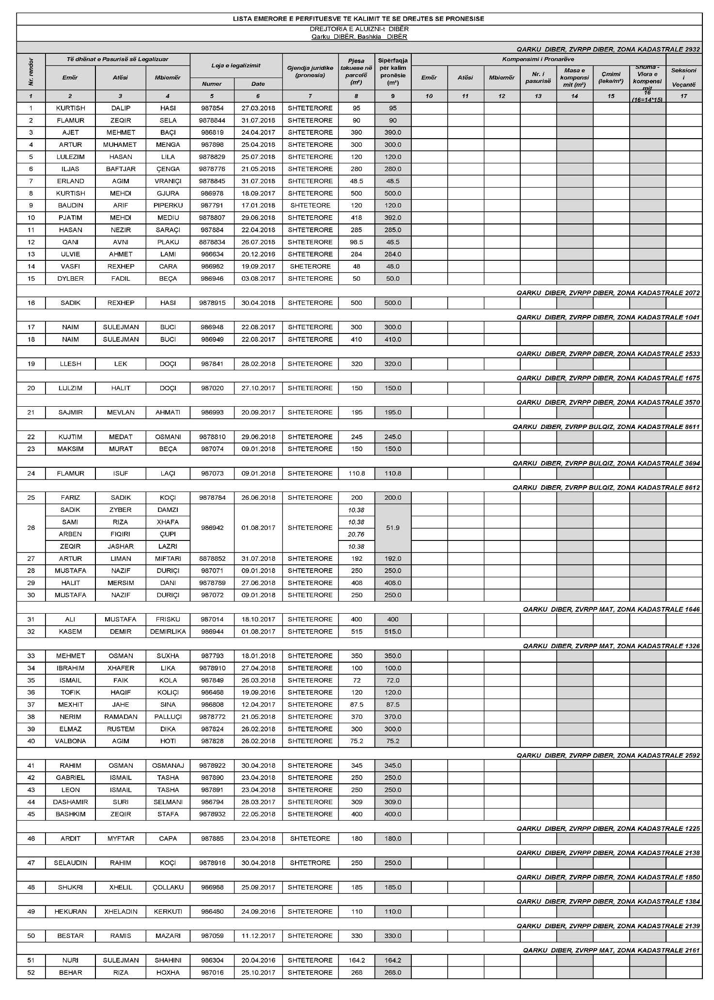 LISTA EMERORE E PERFITUESVE TE KALIMIT TE SE DREJTES SE PRONESISE
DREJTORIA E ALUIZNI-t DIBËR
Qarku DIBËR, Bashkia DIBËR
QARKU DIBER, ZVRPP DIBER, ZONA KADASTRALE 2932
Nr. rendor Të dhënat e Pasurisë së Legalizuar Leja e legalizimit Gjendja juridike (pronesia) Pjesa takuese në parcelë (m²) Sipërfaqja për kalim pronësie (m²) Kompensimi i Pronarëve
Emër Atësi Mbiemër Numer Date Emër Atësi Mbiemër Nr. i pasurisë Masa e kompensi mit (m²) Çmimi (leke/m²) Shuma - Vlera e kompensi mit Seksioni i Veçantë
1 2 3 4 5 6 7 8 9 10 11 12 13 14 15 16 (16=14*15) 17
1 KURTISH DALIP HASI 987854 27.03.2018 SHTETERORE 95 95
2 FLAMUR ZEQIR SELA 9878844 31.07.2018 SHTETERORE 90 90
3 AJET MEHMET BAÇI 986819 24.04.2017 SHTETERORE 390 390.0
4 ARTUR MUHAMET MENGA 987898 25.04.2018 SHTETERORE 300 300.0
5 LULEZIM HASAN LILA 9878829 25.07.2018 SHTETERORE 120 120.0
6 ILJAS BAFTJAR ÇENGA 9878776 21.05.2018 SHTETERORE 280 280.0
7 ERLAND AGIM VRANIÇI 9878845 31.07.2018 SHTETERORE 48.5 48.5
8 KURTISH MEHDI GJURA 986978 18.09.2017 SHTETERORE 500 500.0
9 BAUDIN ARIF PIPERKU 987791 17.01.2018 SHTETEORE 120 120.0
10 PJATIM MEHDI MEDIU 9878807 29.06.2018 SHTETERORE 418 392.0
11 HASAN NEZIR SARAÇI 987884 22.04.2018 SHTETERORE 285 285.0
12 QANI AVNI PLAKU 8878834 26.07.2018 SHTETERORE 98.5 46.5
13 ULVIE AHMET LAMI 986634 20.12.2016 SHTETERORE 284 284.0
14 VASFI REXHEP CARA 986982 19.09.2017 SHETERORE 48 48.0
15 DYLBER FADIL BEÇA 986946 03.08.2017 SHTETERORE 50 50.0
QARKU DIBER, ZVRPP DIBER, ZONA KADASTRALE 2072
16 SADIK REXHEP HASI 9878915 30.04.2018 SHTETERORE 500 500.0
QARKU DIBER, ZVRPP DIBER, ZONA KADASTRALE 1041
17 NAIM SULEJMAN BUCI 986948 22.08.2017 SHTETERORE 300 300.0
18 NAIM SULEJMAN BUCI 986949 22.08.2017 SHTETERORE 410 410.0
QARKU DIBER, ZVRPP DIBER, ZONA KADASTRALE 2533
19 LLESH LEK DOÇI 987841 28.02.2018 SHTETERORE 320 320.0
QARKU DIBER, ZVRPP DIBER, ZONA KADASTRALE 1675
20 LULZIM HALIT DOÇI 987020 27.10.2017 SHTETERORE 150 150.0
QARKU DIBER, ZVRPP DIBER, ZONA KADASTRALE 3570
21 SAJMIR MEVLAN AHMATI 986993 20.09.2017 SHTETERORE 195 195.0
QARKU DIBER, ZVRPP BULQIZ, ZONA KADASTRALE 8611
22 KUJTIM MEDAT OSMANI 9878810 29.06.2018 SHTETERORE 245 245.0
23 MAKSIM MURAT BEÇA 987074 09.01.2018 SHTETERORE 150 150.0
QARKU DIBER, ZVRPP BULQIZ, ZONA KADASTRALE 3694
24 FLAMUR ISUF LAÇI 987073 09.01.2018 SHTETERORE 110.8 110.8
QARKU DIBER, ZVRPP BULQIZ, ZONA KADASTRALE 8612
25 FARIZ SADIK KOÇI 9878784 26.06.2018 SHTETERORE 200 200.0
26 SADIK ZYBER DAMZI 986942 01.08.2017 SHTETERORE 10.38 51.9
SAMI RIZA XHAFA 10.38
ARBEN FIQIRI ÇUPI 20.76
ZEQIR JASHAR LAZRI 10.38
27 ARTUR LIMAN MIFTARI 8878852 31.07.2018 SHTETERORE 192 192.0
28 MUSTAFA NAZIF DURIÇI 987071 09.01.2018 SHTETERORE 250 250.0
29 HALIT MERSIM DANI 9878789 27.06.2018 SHTETERORE 408 408.0
30 MUSTAFA NAZIF DURIÇI 987072 09.01.2018 SHTETERORE 250 250.0
QARKU DIBER, ZVRPP MAT, ZONA KADASTRALE 1646
31 ALI MUSTAFA FRISKU 987014 18.10.2017 SHTETERORE 400 400
32 KASEM DEMIR DEMIRLIKA 986944 01.08.2017 SHTETERORE 515 515.0
QARKU DIBER, ZVRPP MAT, ZONA KADASTRALE 1326
33 MEHMET OSMAN SUXHA 987793 18.01.2018 SHTETERORE 350 350.0
34 IBRAHIM XHAFER LIKA 9878910 27.04.2018 SHTETERORE 100 100.0
35 ISMAIL FAIK KOLA 987849 26.03.2018 SHTETERORE 72 72.0
36 TOFIK HAQIF KOLIÇI 986468 19.09.2016 SHTETERORE 120 120.0
37 MEXHIT JAHE SINA 986808 12.04.2017 SHTETERORE 87.5 87.5
38 NERIM RAMADAN PALLUÇI 9878772 21.05.2018 SHTETERORE 370 370.0
39 ELMAZ RUSTEM DIKA 987824 26.02.2018 SHTETERORE 300 300.0
40 VALBONA AGIM HOTI 987828 26.02.2018 SHTETERORE 75.2 75.2
QARKU DIBER, ZVRPP DIBER, ZONA KADASTRALE 2592
41 RAHIM OSMAN OSMANAJ 9878922 30.04.2018 SHTETERORE 345 345.0
42 GABRIEL ISMAIL TASHA 987890 23.04.2018 SHTETERORE 250 250.0
43 LEON ISMAIL TASHA 987891 23.04.2018 SHTETERORE 250 250.0
44 DASHAMIR SURI SELMANI 986794 28.03.2017 SHTETERORE 309 309.0
45 BASHKIM ZEQIR STAFA 9878932 22.05.2018 SHTETERORE 400 400.0
QARKU DIBER, ZVRPP DIBER, ZONA KADASTRALE 1225
46 ARDIT MYFTAR CAPA 987885 23.04.2018 SHTETEORE 180 180.0
QARKU DIBER, ZVRPP DIBER, ZONA KADASTRALE 2138
47 SELAUDIN RAHIM KOÇI 9878916 30.04.2018 SHTETRORE 250 250.0
QARKU DIBER, ZVRPP DIBER, ZONA KADASTRALE 1850
48 SHUKRI XHELIL ÇOLLAKU 986988 25.09.2017 SHTETERORE 185 185.0
QARKU DIBER, ZVRPP DIBER, ZONA KADASTRALE 1384
49 HEKURAN XHELADIN KERKUTI 986480 24.09.2016 SHTETERORE 110 110.0
QARKU DIBER, ZVRPP DIBER, ZONA KADASTRALE 2139
50 BESTAR RAMIS MAZARI 987059 11.12.2017 SHTETERORE 330 330.0
QARKU DIBER, ZVRPP MAT, ZONA KADASTRALE 2161
51 NURI SULEJMAN SHAHINI 986304 20.04.2016 SHTETERORE 164.2 164.2
52 BEHAR RIZA HOXHA 987016 25.10.2017 SHTETERORE 268 268.0